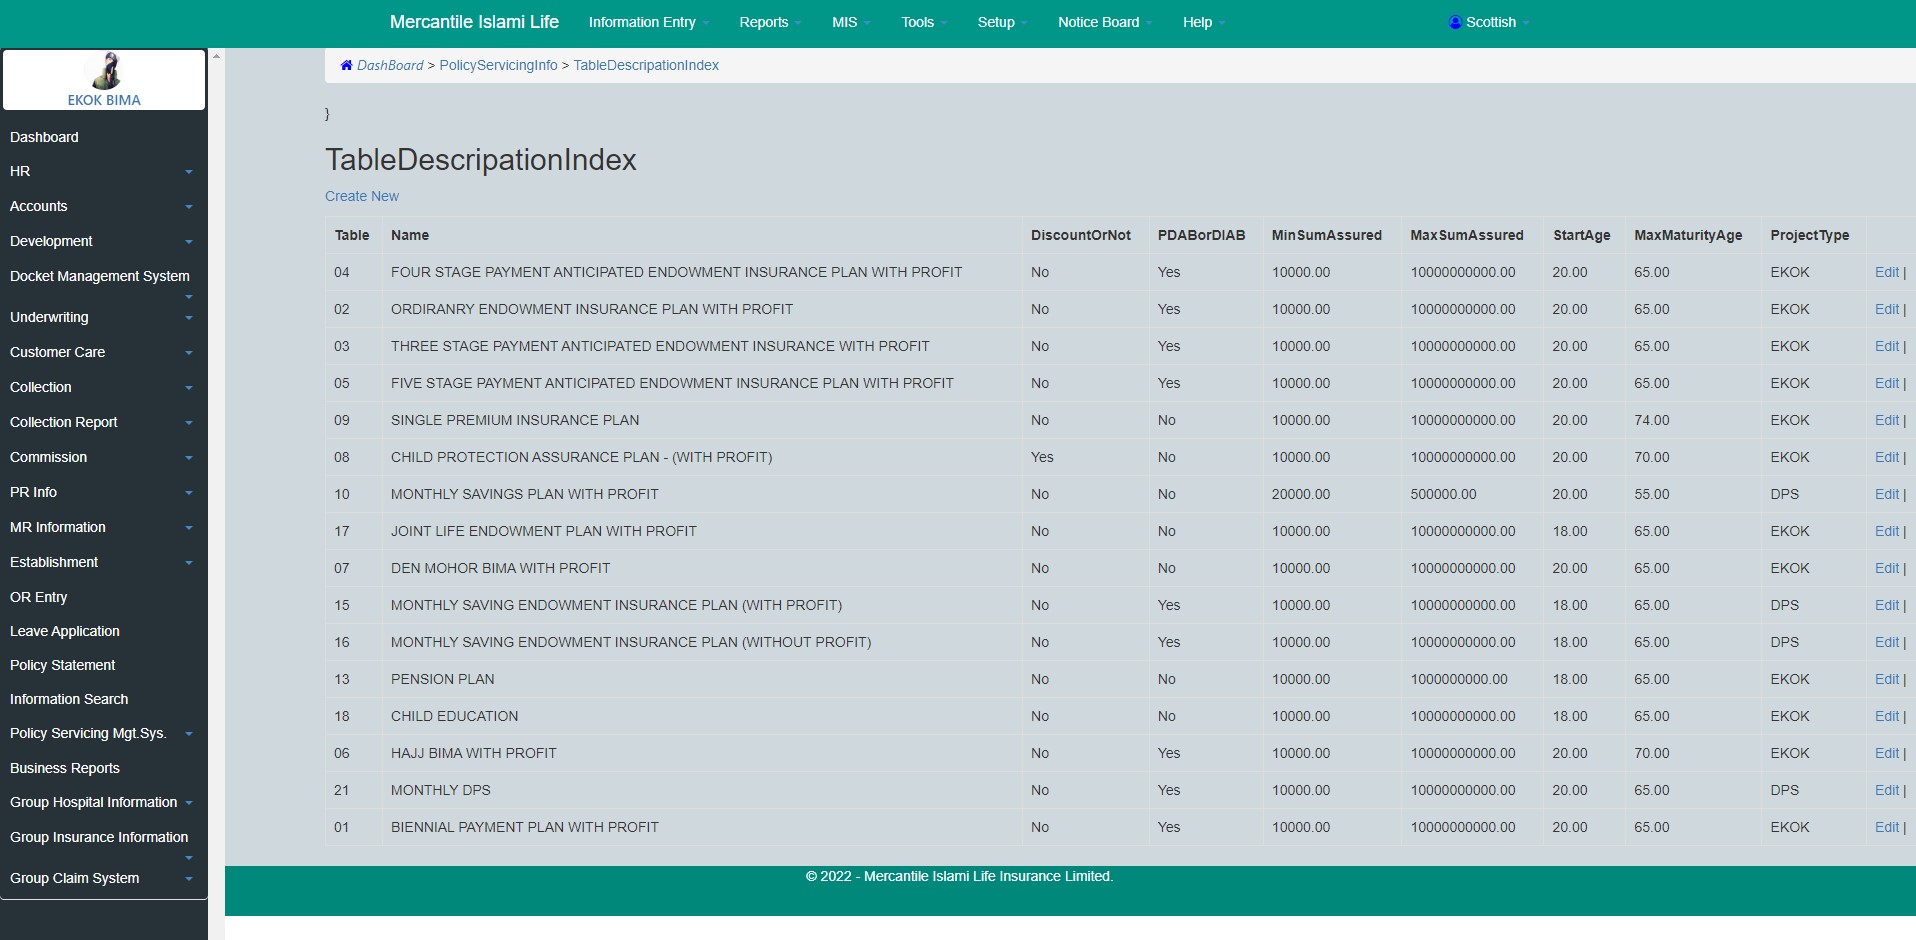 Mercantile Islami Life Information Entry Reports MIS Tools Setup Notice Board Help Scottish
EKOK BIMA
Dashboard
HR
Accounts
Development
Docket Management System
Underwriting
Customer Care
Collection
Collection Report
Commission
PR Info
MR Information
Establishment
OR Entry
Leave Application
Policy Statement
Information Search
Policy Servicing Mgt.Sys.
Business Reports
Group Hospital Information
Group Insurance Information
Group Claim System
DashBoard > PolicyServicingInfo > TableDescripationIndex
}
TableDescripationIndex
Create New
Table Name DiscountOrNot PDABorDIAB MinSumAssured MaxSumAssured StartAge MaxMaturityAge ProjectType
04 FOUR STAGE PAYMENT ANTICIPATED ENDOWMENT INSURANCE PLAN WITH PROFIT No Yes 10000.00 10000000000.00 20.00 65.00 EKOK Edit |
02 ORDIRANRY ENDOWMENT INSURANCE PLAN WITH PROFIT No Yes 10000.00 10000000000.00 20.00 65.00 EKOK Edit |
03 THREE STAGE PAYMENT ANTICIPATED ENDOWMENT INSURANCE WITH PROFIT No Yes 10000.00 10000000000.00 20.00 65.00 EKOK Edit |
05 FIVE STAGE PAYMENT ANTICIPATED ENDOWMENT INSURANCE PLAN WITH PROFIT No Yes 10000.00 10000000000.00 20.00 65.00 EKOK Edit |
09 SINGLE PREMIUM INSURANCE PLAN No No 10000.00 10000000000.00 20.00 74.00 EKOK Edit |
08 CHILD PROTECTION ASSURANCE PLAN - (WITH PROFIT) Yes No 10000.00 10000000000.00 20.00 70.00 EKOK Edit |
10 MONTHLY SAVINGS PLAN WITH PROFIT No No 20000.00 500000.00 20.00 55.00 DPS Edit |
17 JOINT LIFE ENDOWMENT PLAN WITH PROFIT No No 10000.00 10000000000.00 18.00 65.00 EKOK Edit |
07 DEN MOHOR BIMA WITH PROFIT No No 10000.00 10000000000.00 20.00 65.00 EKOK Edit |
15 MONTHLY SAVING ENDOWMENT INSURANCE PLAN (WITH PROFIT) No Yes 10000.00 10000000000.00 18.00 65.00 DPS Edit |
16 MONTHLY SAVING ENDOWMENT INSURANCE PLAN (WITHOUT PROFIT) No Yes 10000.00 10000000000.00 18.00 65.00 DPS Edit |
13 PENSION PLAN No No 10000.00 1000000000.00 18.00 65.00 EKOK Edit |
18 CHILD EDUCATION No No 10000.00 10000000000.00 18.00 65.00 EKOK Edit |
06 HAJJ BIMA WITH PROFIT No Yes 10000.00 10000000000.00 20.00 70.00 EKOK Edit |
21 MONTHLY DPS No Yes 10000.00 10000000000.00 20.00 65.00 DPS Edit |
01 BIENNIAL PAYMENT PLAN WITH PROFIT No Yes 10000.00 10000000000.00 20.00 65.00 EKOK Edit |
© 2022 - Mercantile Islami Life Insurance Limited.